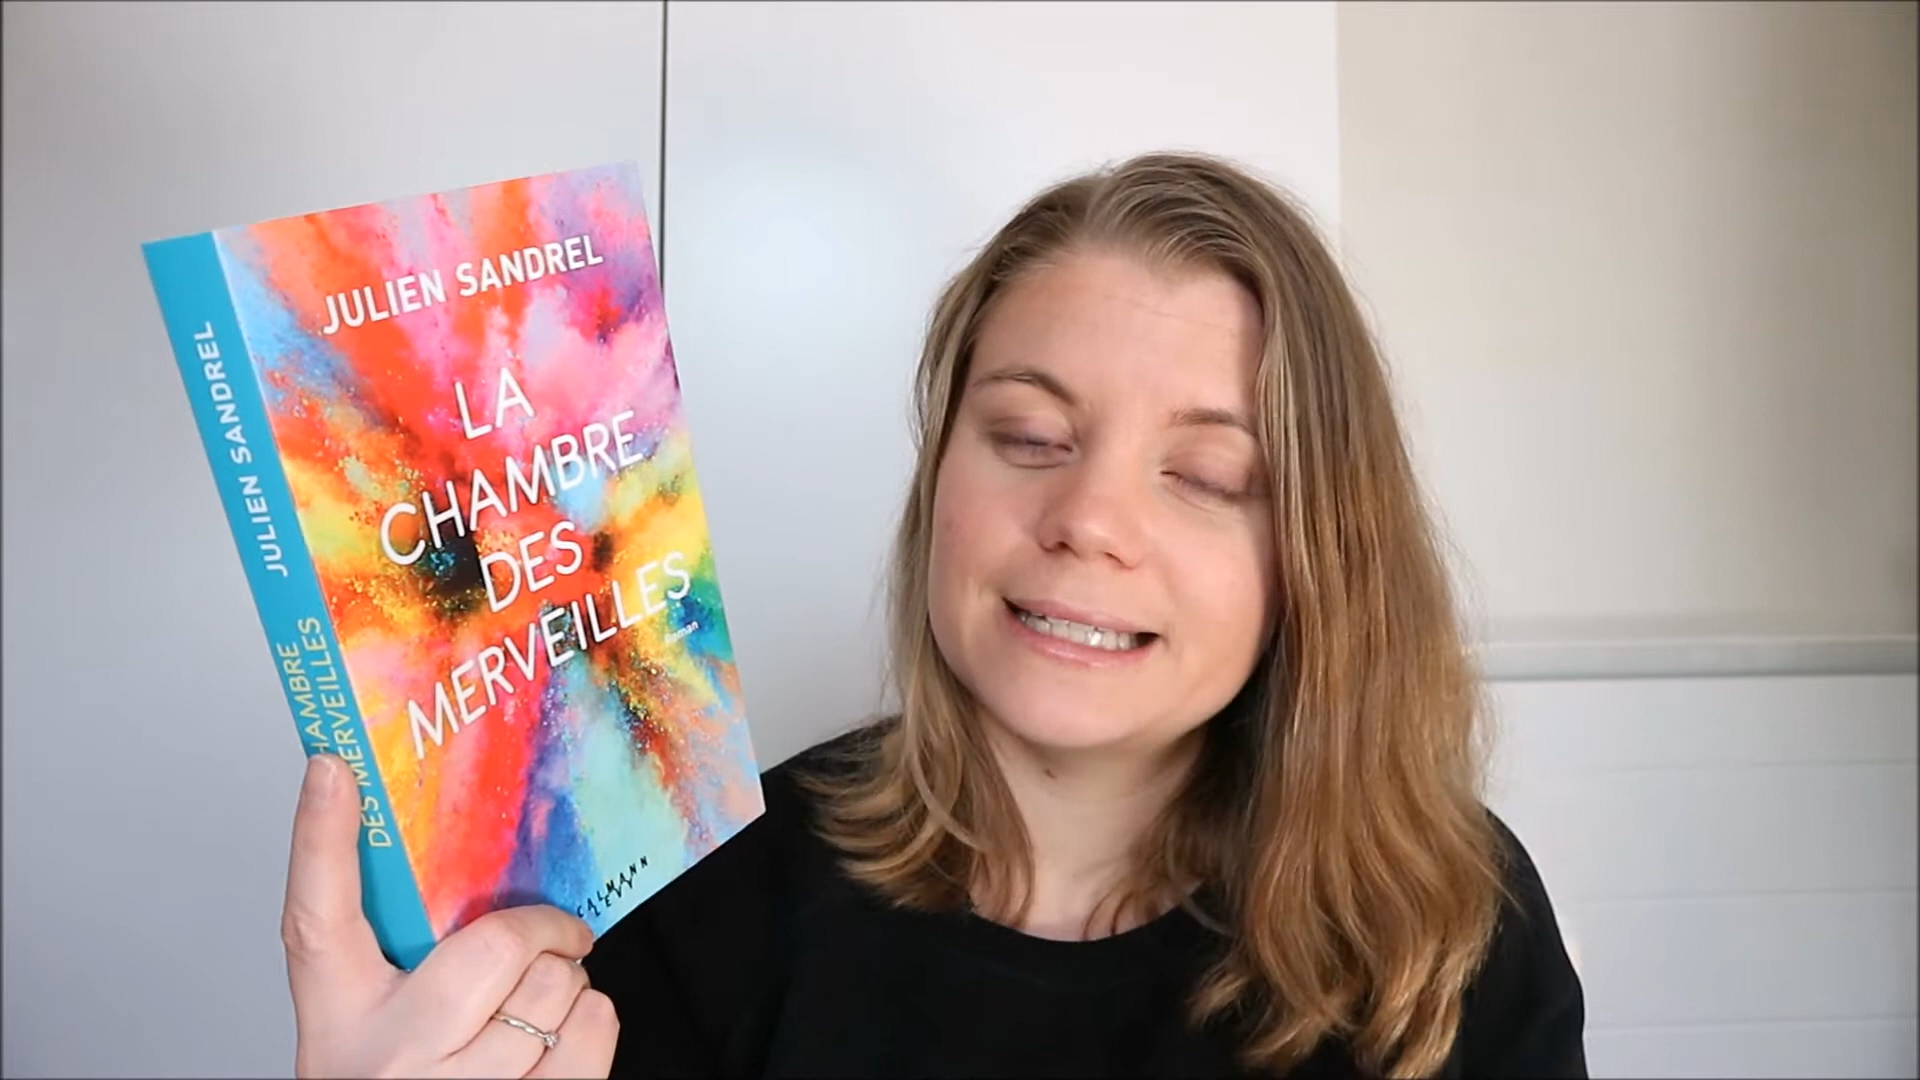 JULIEN SANDREL
LA
CHAMBRE
DES
MERVEILLES
Roman
CALMANN
LEVY
JULIEN SANDREL
CHAMBRE
DES MERVEILLES